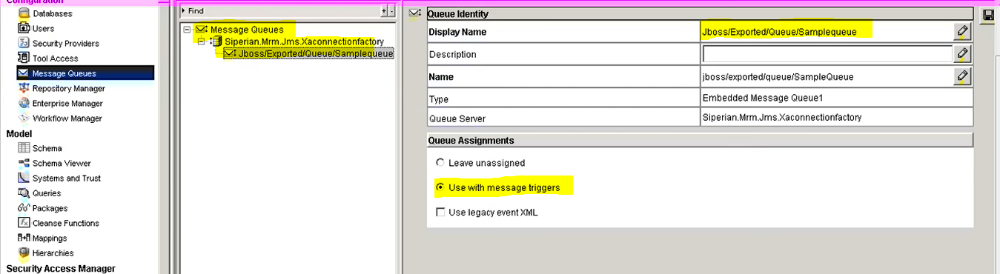 Configuration
Databases
Users
Security Providers
Tool Access
Message Queues
Repository Manager
Enterprise Manager
Workflow Manager
Model
Schema
Schema Viewer
Systems and Trust
Queries
Packages
Cleanse Functions
Mappings
Hierarchies
Security Access Manager
Find + -
Message Queues
Siperian.Mrm.Jms.Xaconnectionfactory
Jboss/Exported/Queue/Samplequeue
Queue Identity
Display Name Jboss/Exported/Queue/Samplequeue
Description
Name jboss/exported/queue/SampleQueue
Type Embedded Message Queue1
Queue Server Siperian.Mrm.Jms.Xaconnectionfactory
Queue Assignments
Leave unassigned
Use with message triggers
Use legacy event XML